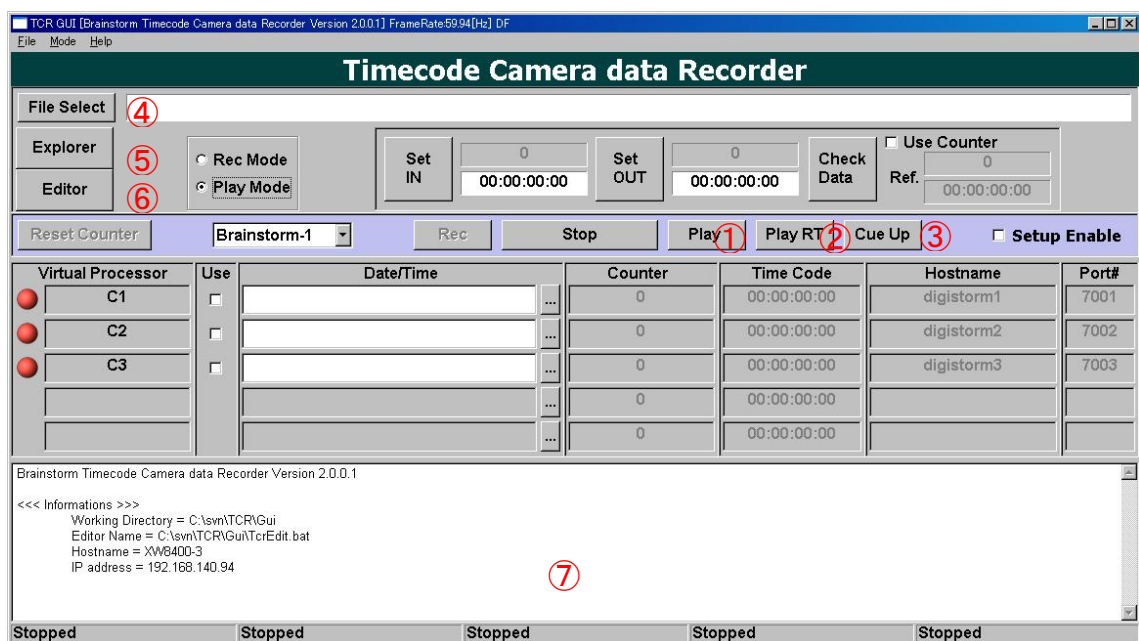 TCR GUI [Brainstorm Timecode Camera data Recorder Version 2.0.0.1] FrameRate:59.94[Hz] DF
File Mode Help
Timecode Camera data Recorder
File Select ④
Explorer ⑤ Rec Mode Set IN 0 Set OUT 0 Check Data Use Counter Ref. 0
Editor ⑥ Play Mode 00:00:00:00 00:00:00:00 00:00:00:00
Reset Counter Brainstorm-1 Rec Stop Play ① Play RT ② Cue Up ③ Setup Enable
Virtual Processor Use Date/Time Counter Time Code Hostname Port#
C1 ... 0 00:00:00:00 digistorm1 7001
C2 ... 0 00:00:00:00 digistorm2 7002
C3 ... 0 00:00:00:00 digistorm3 7003
... 0 00:00:00:00
... 0 00:00:00:00
Brainstorm Timecode Camera data Recorder Version 2.0.0.1
<<< Informations >>>
Working Directory = C:\svn\TCR\Gui
Editor Name = C:\svn\TCR\Gui\TcrEdit.bat
Hostname = XW8400-3
IP address = 192.168.140.94
⑦
Stopped Stopped Stopped Stopped Stopped